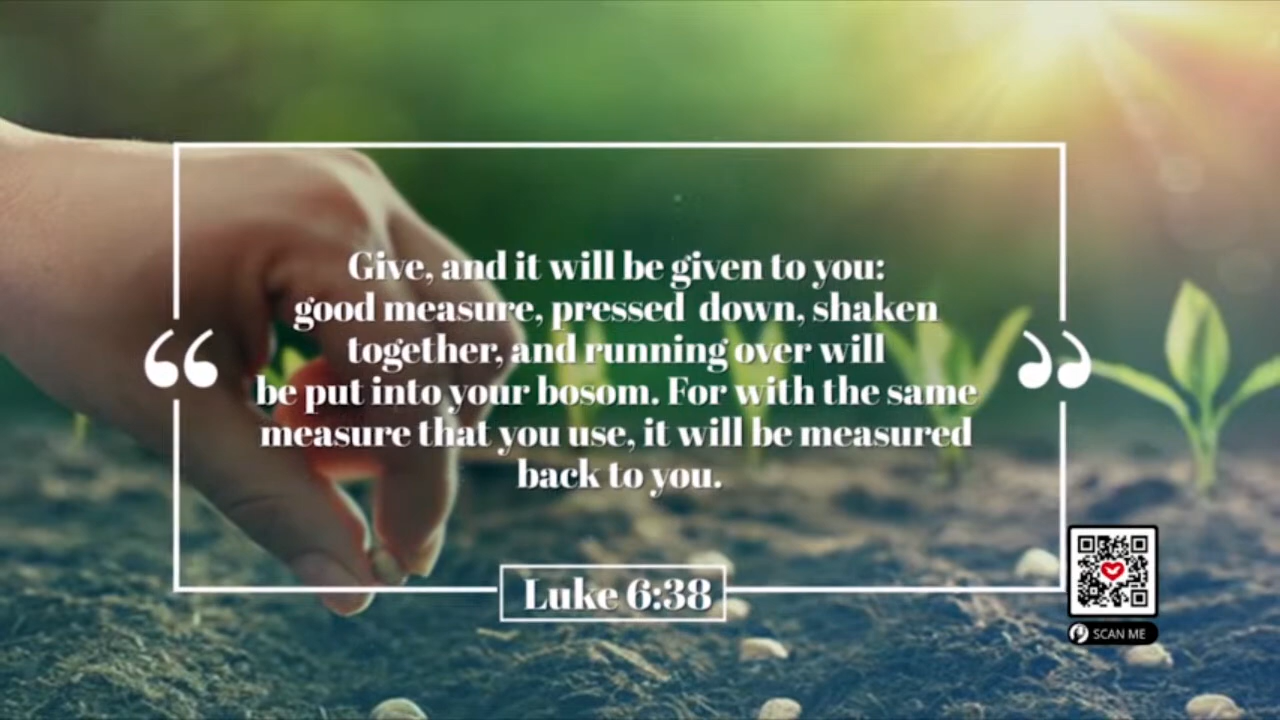 Give, and it will be given to you:
good measure, pressed down, shaken
together, and running over will
be put into your bosom. For with the same
measure that you use, it will be measured
back to you.
Luke 6:38
SCAN ME